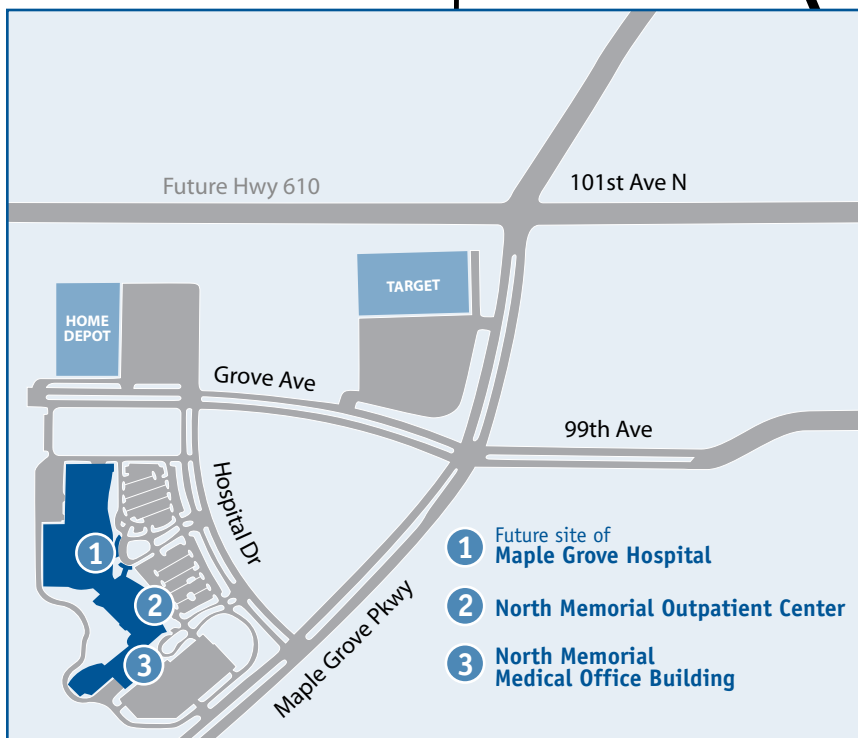 Future Hwy 610
101st Ave N
TARGET
HOME
DEPOT
Grove Ave
99th Ave
Hospital Dr
Maple Grove Pkwy
1
2
3
1 Future site of
Maple Grove Hospital
2 North Memorial Outpatient Center
3 North Memorial
Medical Office Building